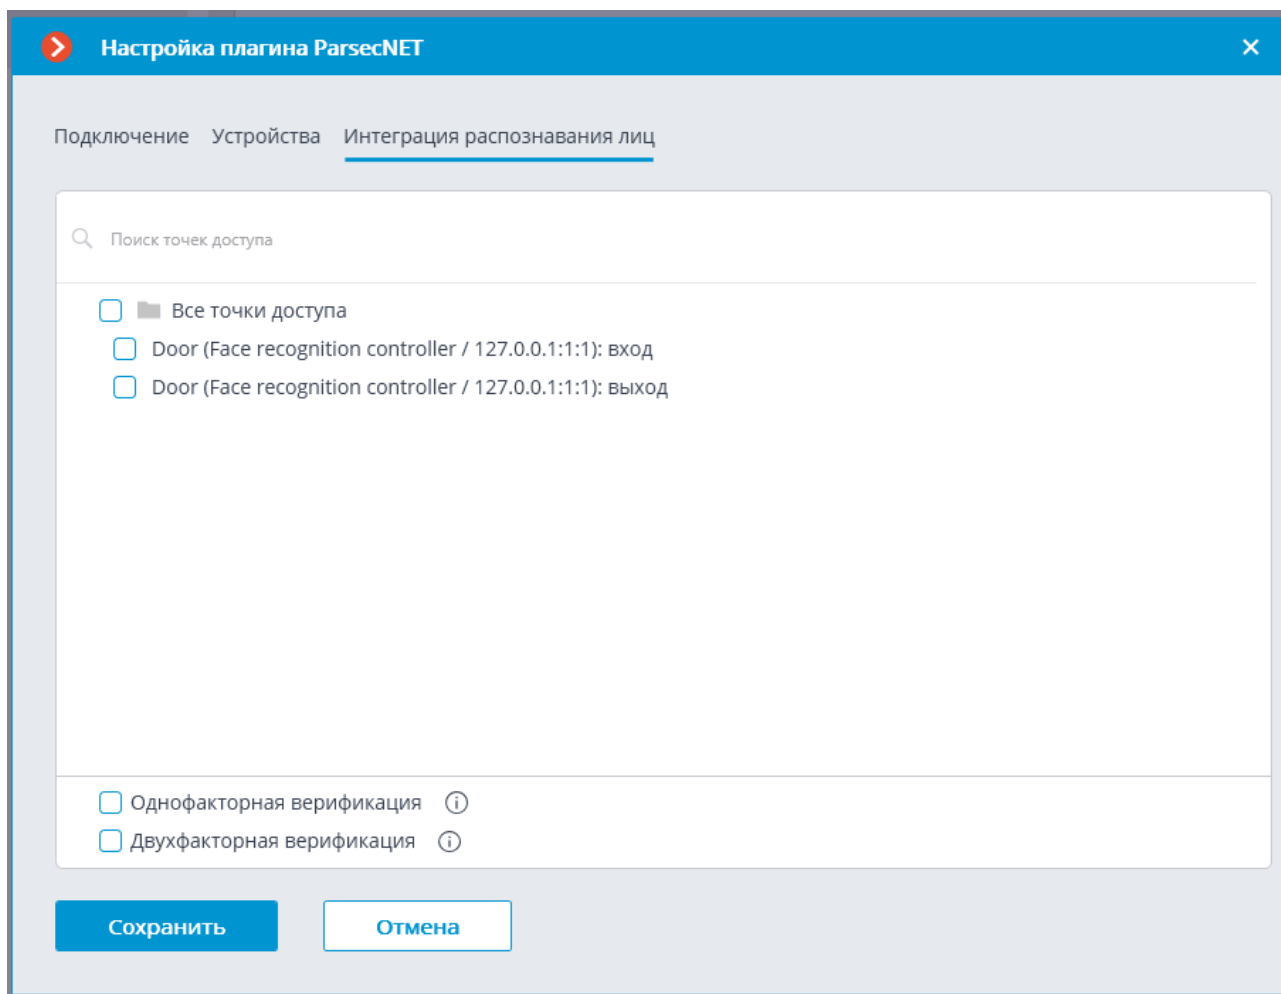 Настройка плагина ParsecNET
Подключение Устройства Интеграция распознавания лиц
Поиск точек доступа
Все точки доступа
Door (Face recognition controller / 127.0.0.1:1:1): вход
Door (Face recognition controller / 127.0.0.1:1:1): выход
Однофакторная верификация
Двухфакторная верификация
Сохранить Отмена